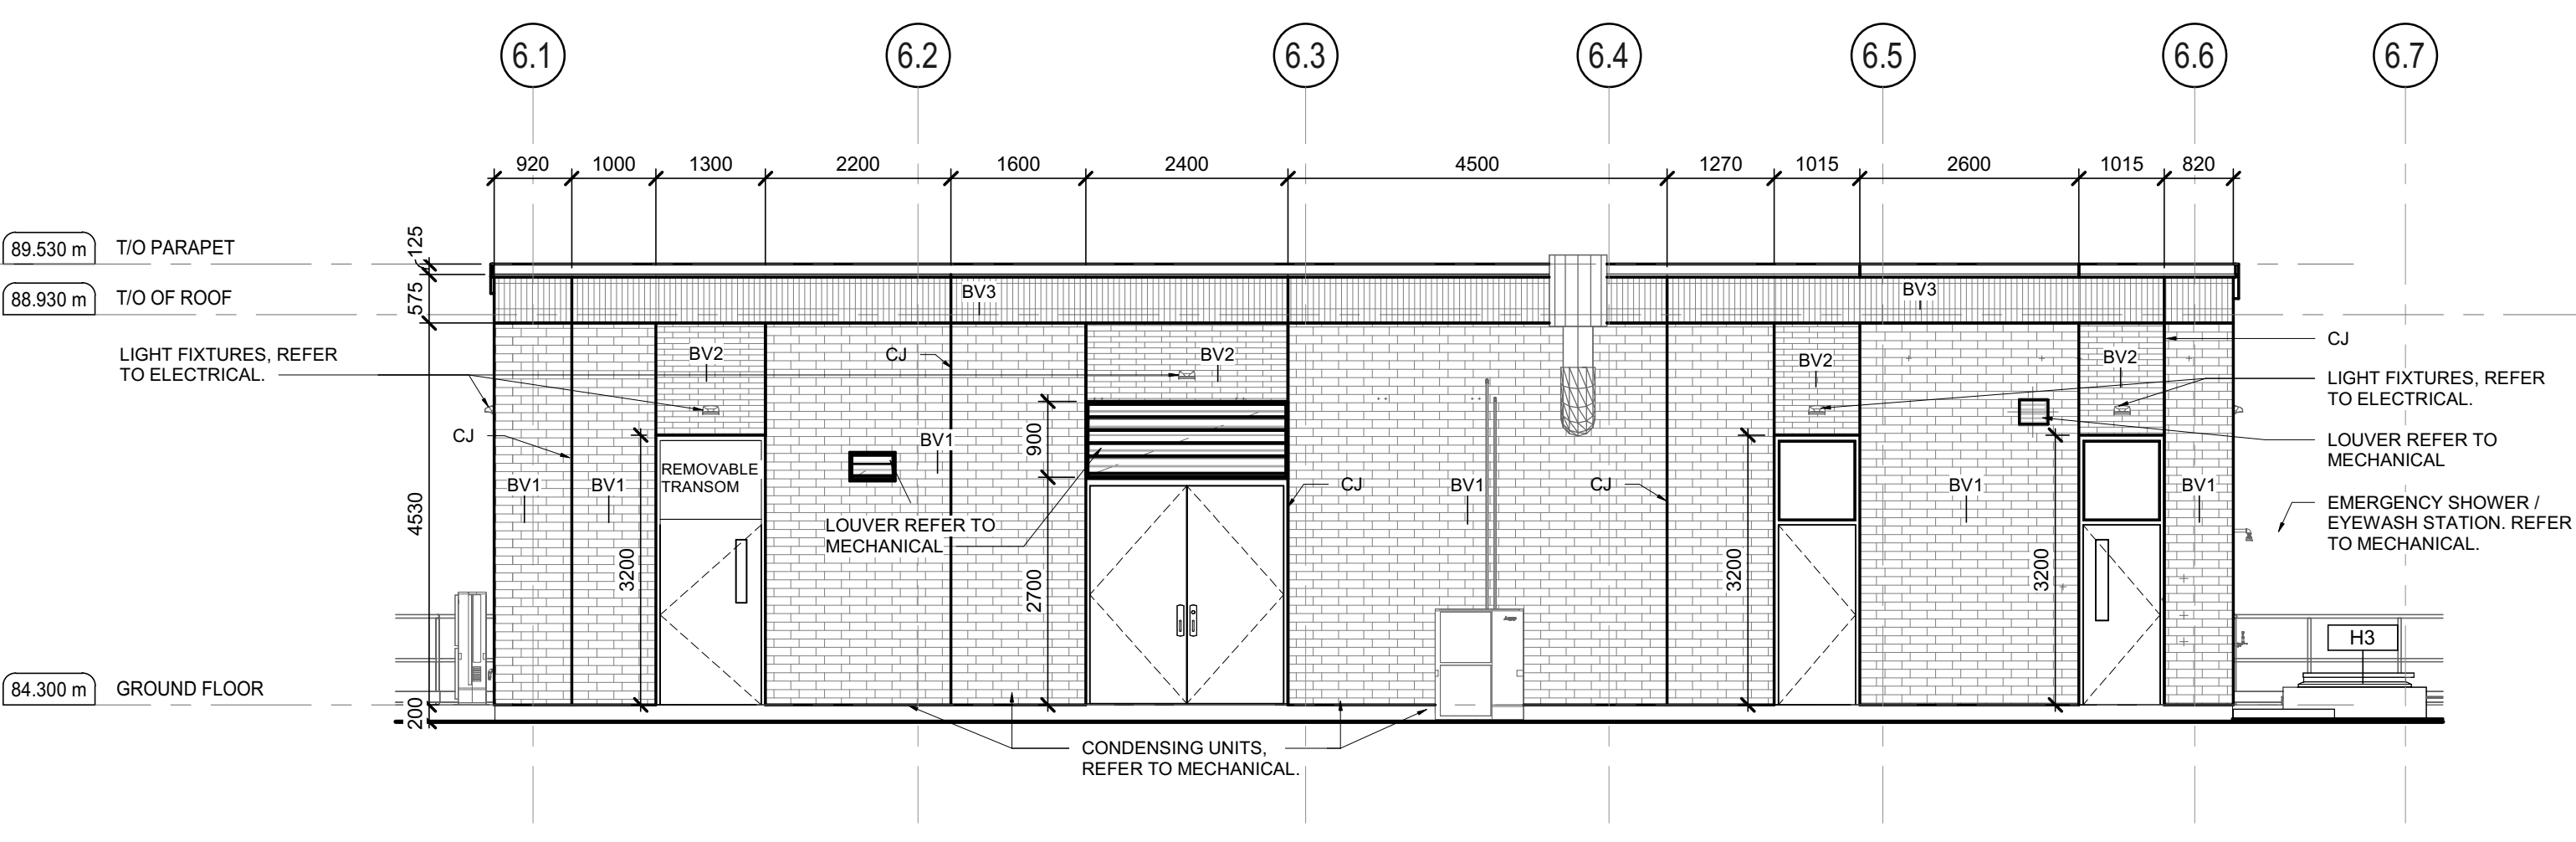 6.1 6.2 6.3 6.4 6.5 6.6 6.7
920 1000 1300 2200 1600 2400 4500 1270 1015 2600 1015 820
89.530 m T/O PARAPET
125
88.930 m T/O OF ROOF
575
BV3
BV3
LIGHT FIXTURES, REFER
TO ELECTRICAL.
BV2
CJ
BV2
BV2
BV2
CJ
LIGHT FIXTURES, REFER
TO ELECTRICAL.
CJ
BV1
900
LOUVER REFER TO
MECHANICAL
REMOVABLE
TRANSOM
BV1
BV1
CJ
BV1
CJ
BV1
BV1
4530
LOUVER REFER TO
MECHANICAL
EMERGENCY SHOWER /
EYEWASH STATION. REFER
TO MECHANICAL.
3200
2700
3200
3200
H3
84.300 m GROUND FLOOR
200
CONDENSING UNITS,
REFER TO MECHANICAL.